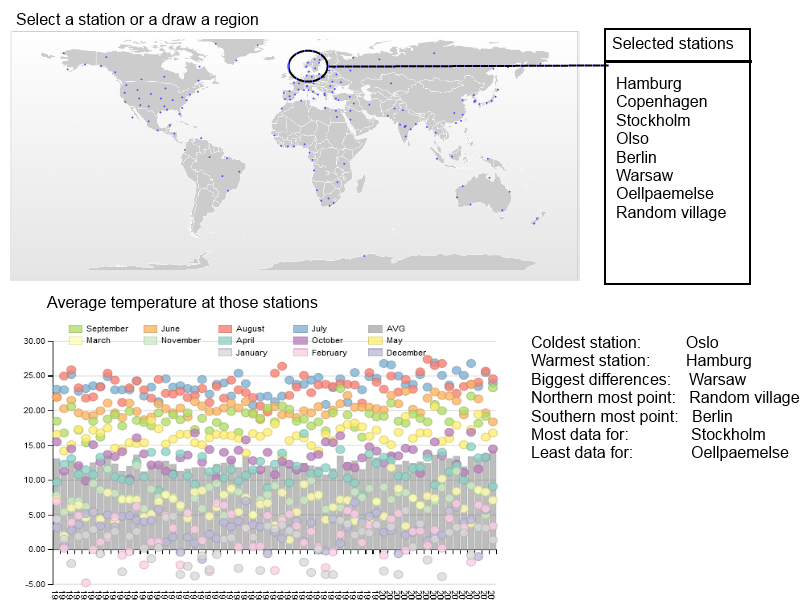 Select a station or a draw a region
Selected stations
Hamburg
Copenhagen
Stockholm
Olso
Berlin
Warsaw
Oellpaemelse
Random village
Average temperature at those stations
September June August July AVG
March November April October May
January February December
30.00
25.00
20.00
15.00
10.00
5.00
0.00
-5.00
Coldest station: Oslo
Warmest station: Hamburg
Biggest differences: Warsaw
Northern most point: Random village
Southern most point: Berlin
Most data for: Stockholm
Least data for: Oellpaemelse